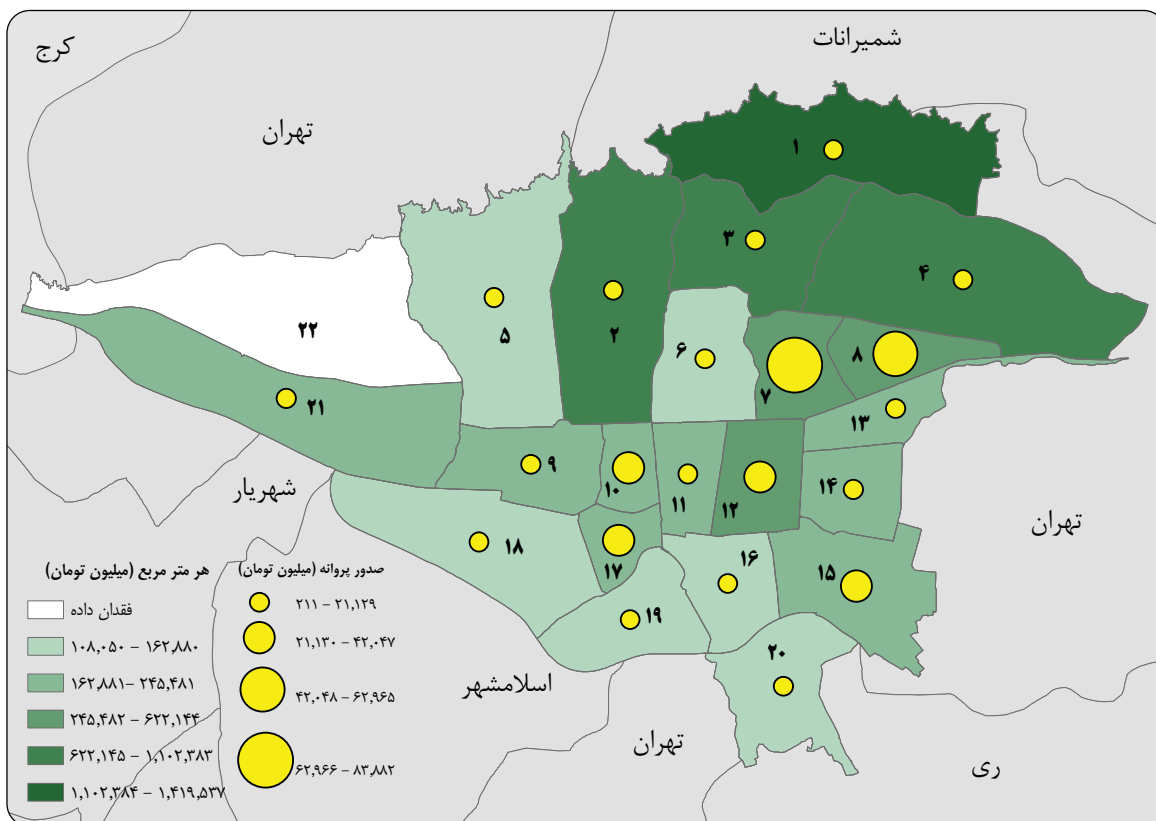 کرج
شمیرانات
تهران
۱
۳
۴
۲۲
۵
۲
۶
۷
۸
۲۱
۱۳
۹
۱۰
۱۱
۱۲
۱۴
شهریار
تهران
۱۸
۱۷
۱۶
۱۵
۱۹
۲۰
اسلامشهر
تهران
ری
صدور پروانه (میلیون تومان)
۲۱۱ – ۲۱,۱۲۹
۲۱,۱۳۰ – ۴۲,۰۴۷
۴۲,۰۴۸ – ۶۲,۹۶۵
۶۲,۹۶۶ – ۸۳,۸۸۲
هر متر مربع (میلیون تومان)
فقدان داده
۱۰۸,۰۵۰ – ۱۶۲,۸۸۰
۱۶۲,۸۸۱– ۲۴۵,۴۸۱
۲۴۵,۴۸۲ – ۶۲۲,۱۴۴
۶۲۲,۱۴۵ – ۱,۱۰۲,۳۸۳
۱,۱۰۲,۳۸۴ – ۱,۴۱۹,۵۳۷